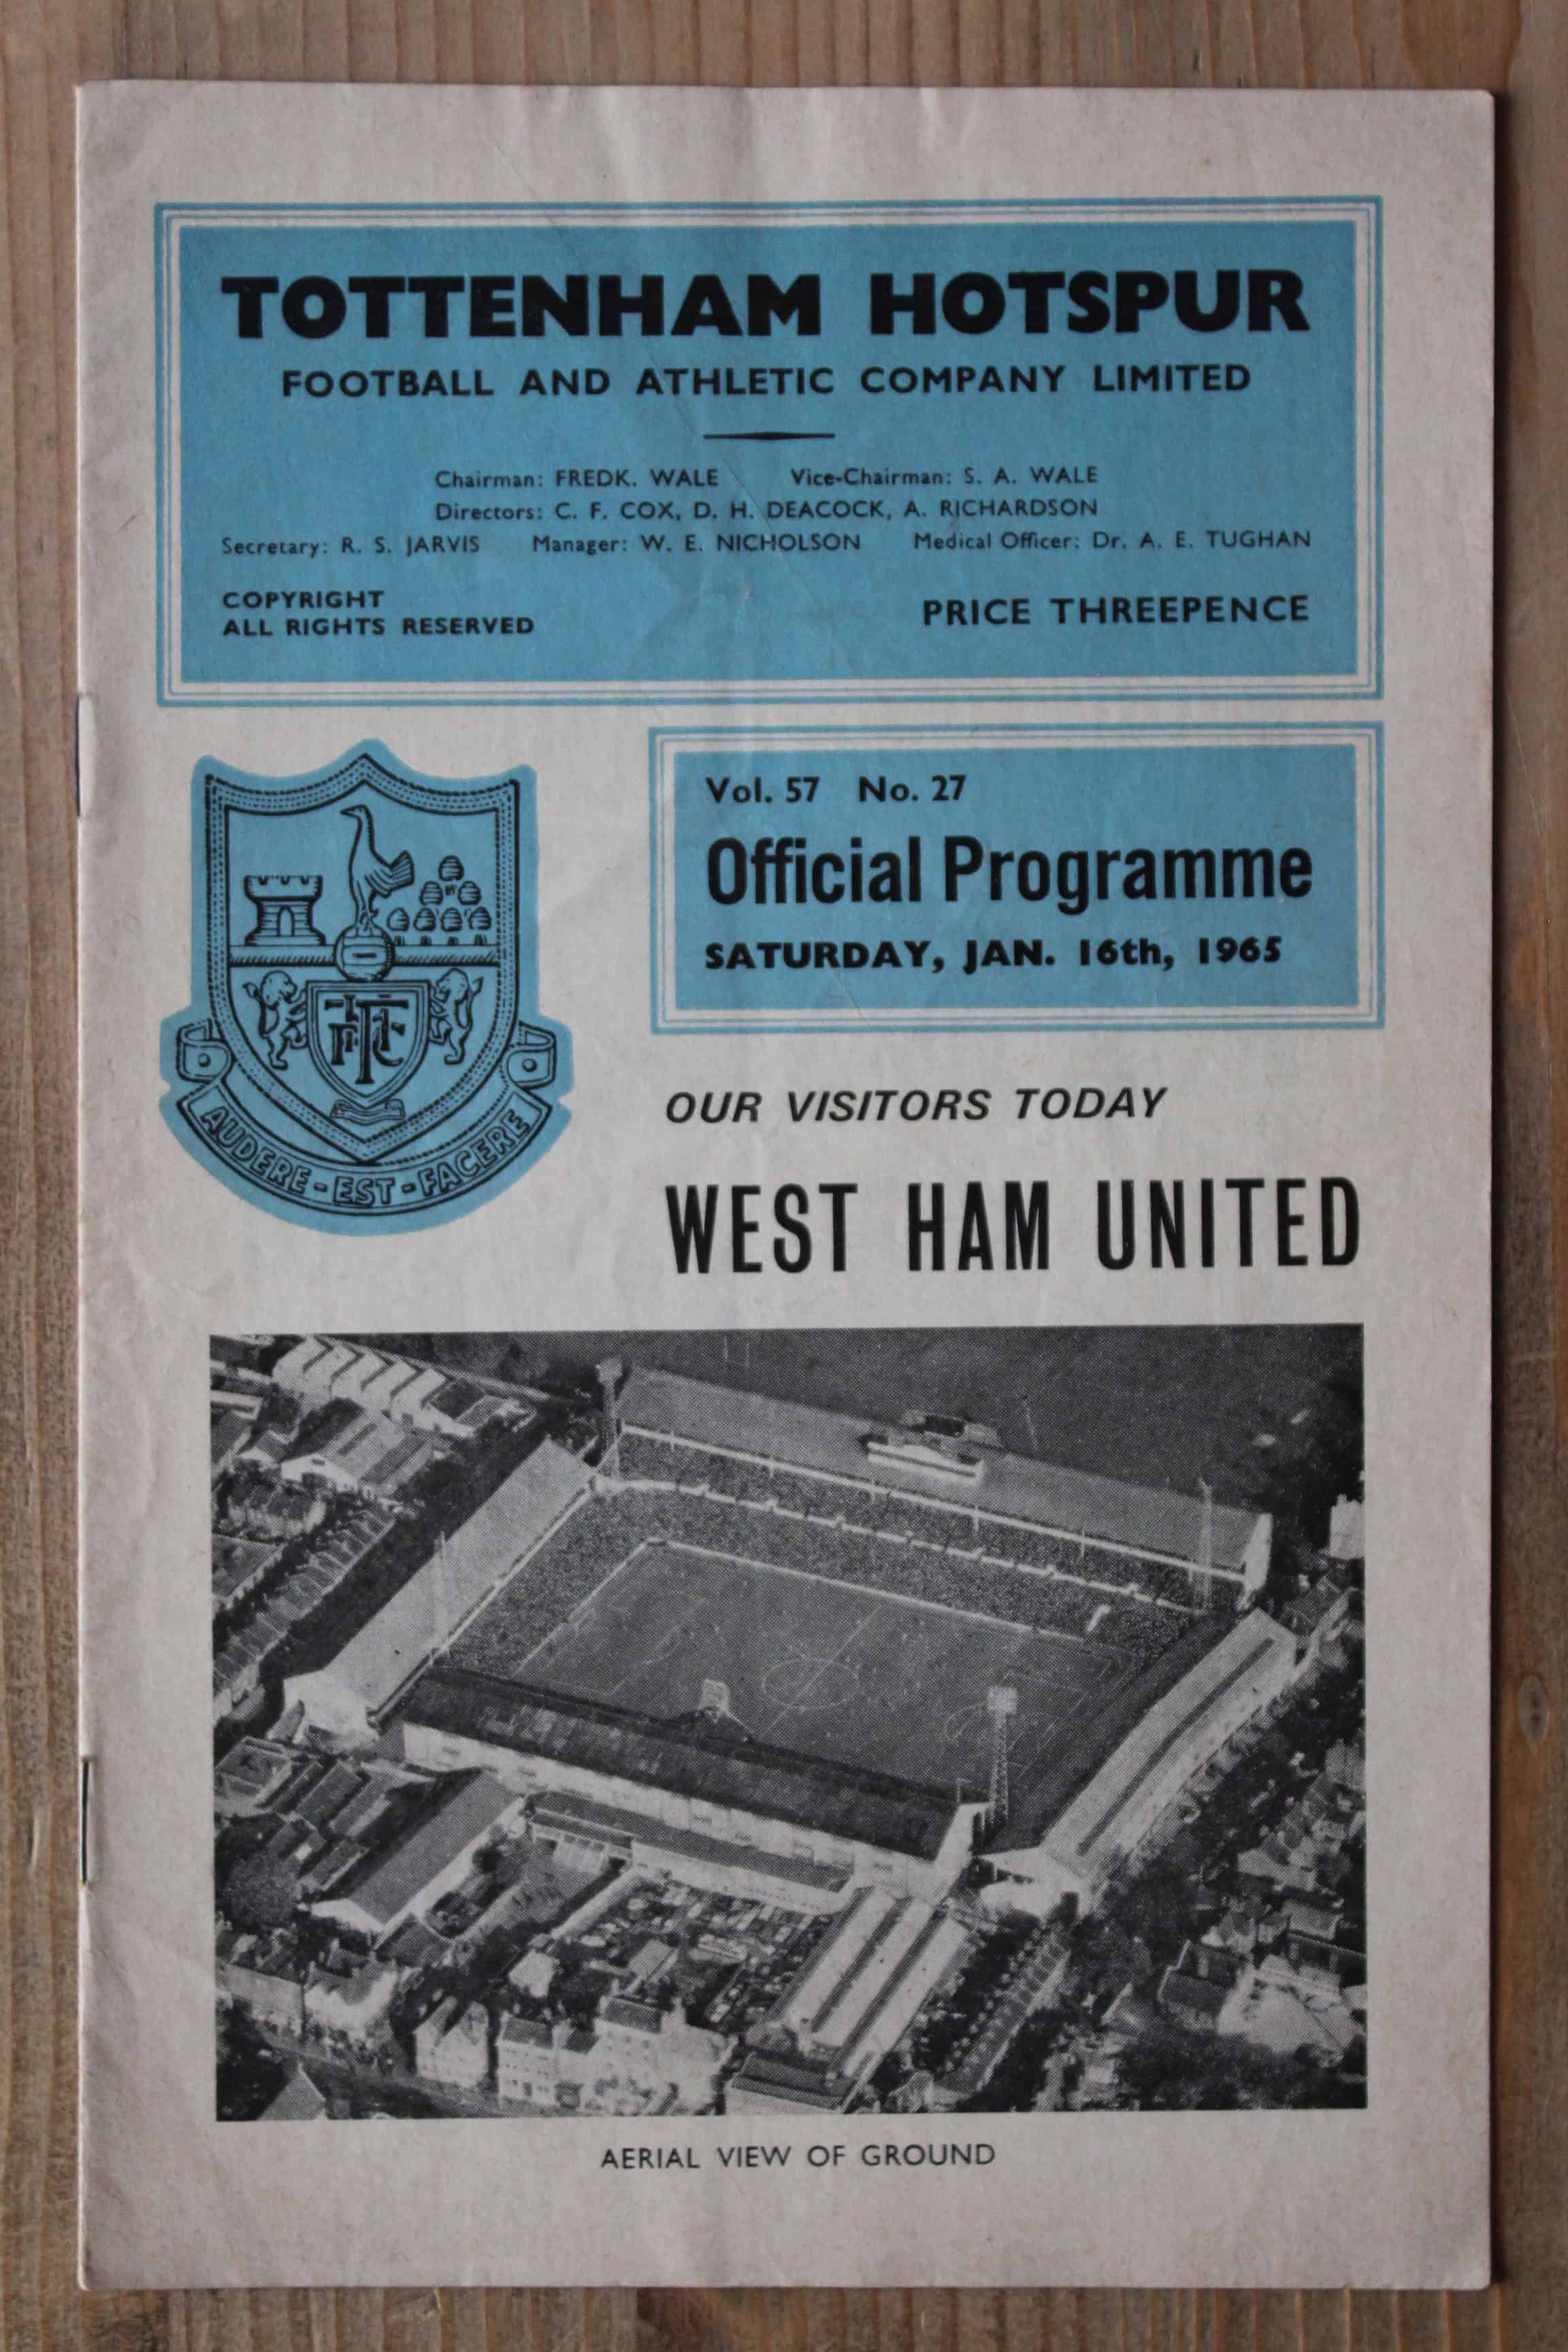 TOTTENHAM HOTSPUR
FOOTBALL AND ATHLETIC COMPANY LIMITED
Chairman: FREDK. WALE Vice-Chairman: S. A. WALE
Directors: C. F. COX, D. H. DEACOCK, A. RICHARDSON
Secretary: R. S. JARVIS Manager: W. E. NICHOLSON Medical Officer: Dr. A. E. TUGHAN
COPYRIGHT
ALL RIGHTS RESERVED
PRICE THREEPENCE
Vol. 57 No. 27
Official Programme
SATURDAY, JAN. 16th, 1965
AUDERE-EST-FACERE
OUR VISITORS TODAY
WEST HAM UNITED
AERIAL VIEW OF GROUND